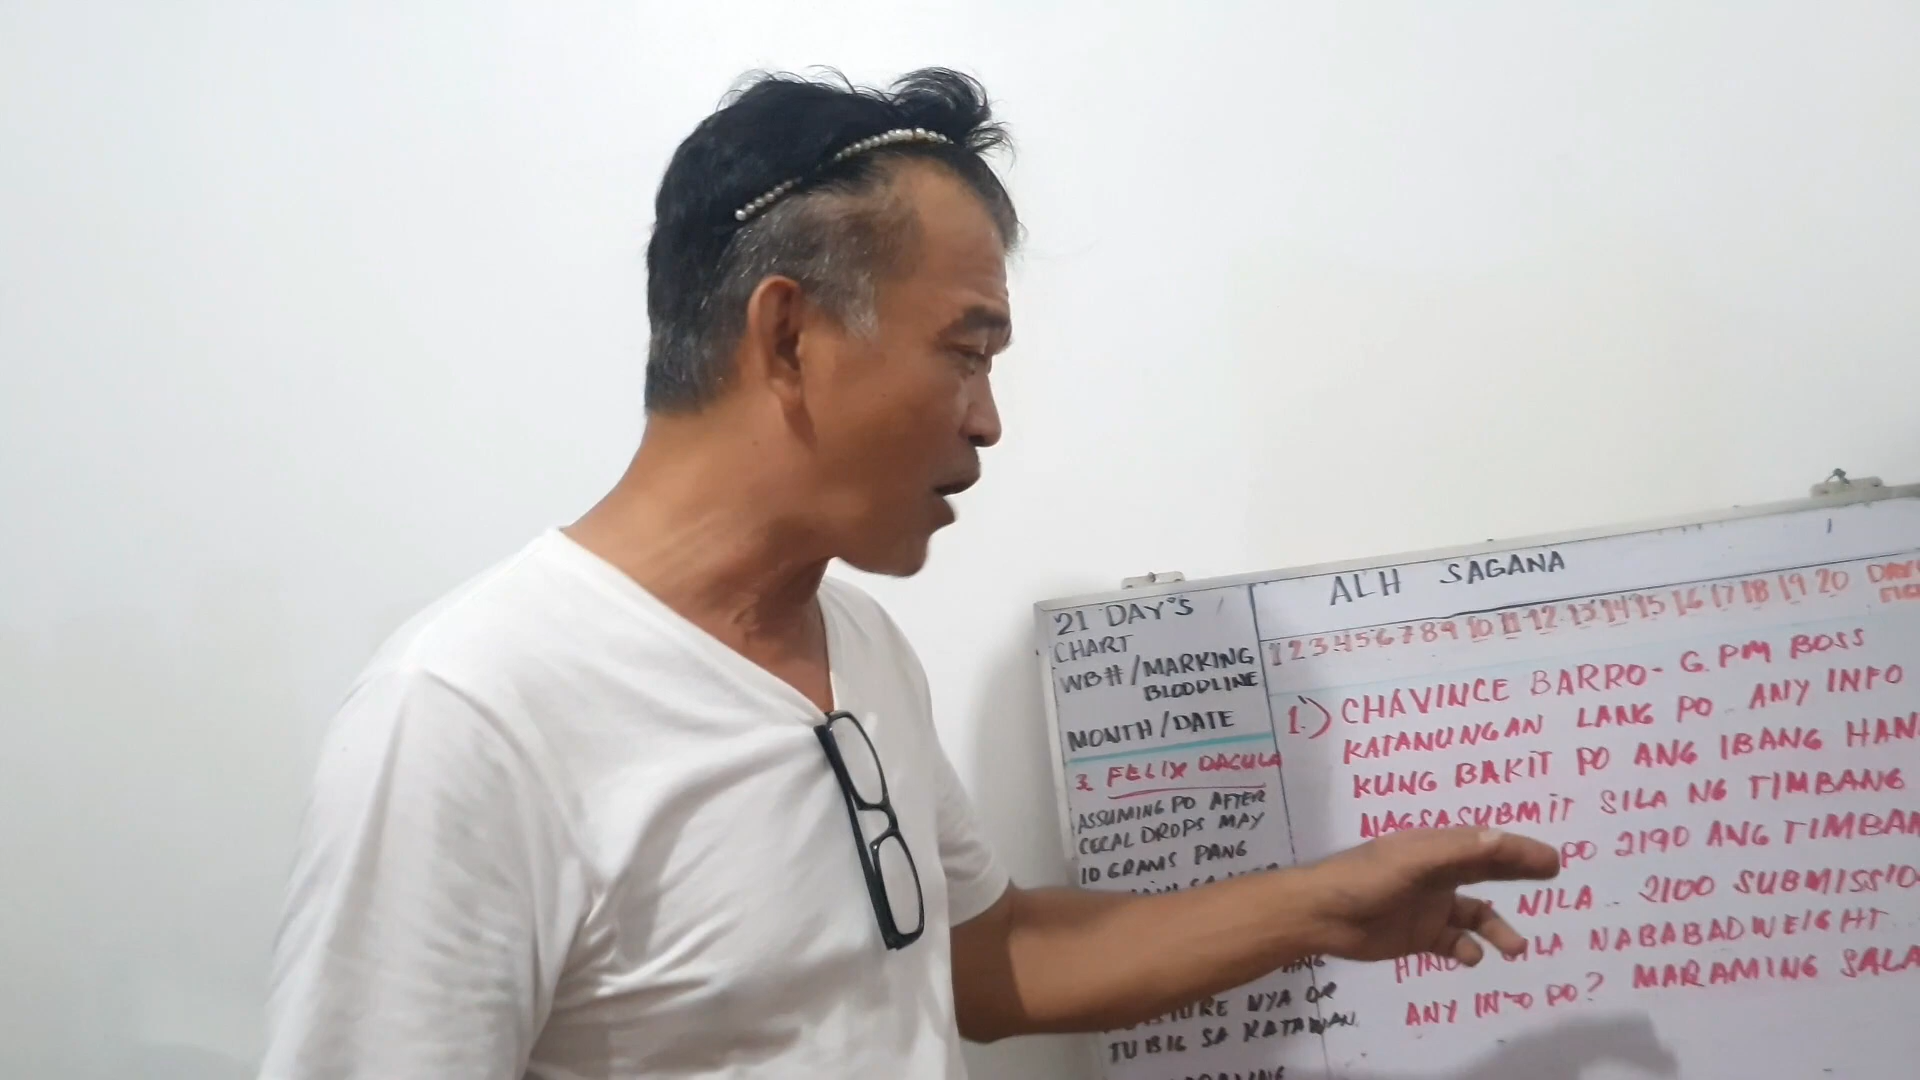 ALH SAGANA
21 DAY'S
CHART
WB#/MARKING
BLOODLINE
MONTH/DATE
1 2 3 4 5 6 7 8 9 10 11 12 13 14 15 16 17 18 19 20
3. FELIX DACULA
ASSUMING PO AFTER
CECAL DROPS MAY
10 GRAMS PANG
NYA OR
TUBIG SA KATAWAN.
1.) CHAVINCE BARRO- G.PM BOSS
KATANUNGAN LANG PO.. ANY INFO
KUNG BAKIT PO ANG IBANG
NAGSASUBMIT SILA NG TIMBANG
PO 2190 ANG
NILA.. 2100
NABABADWEIGHT..
ANY INFO PO? MARAMING